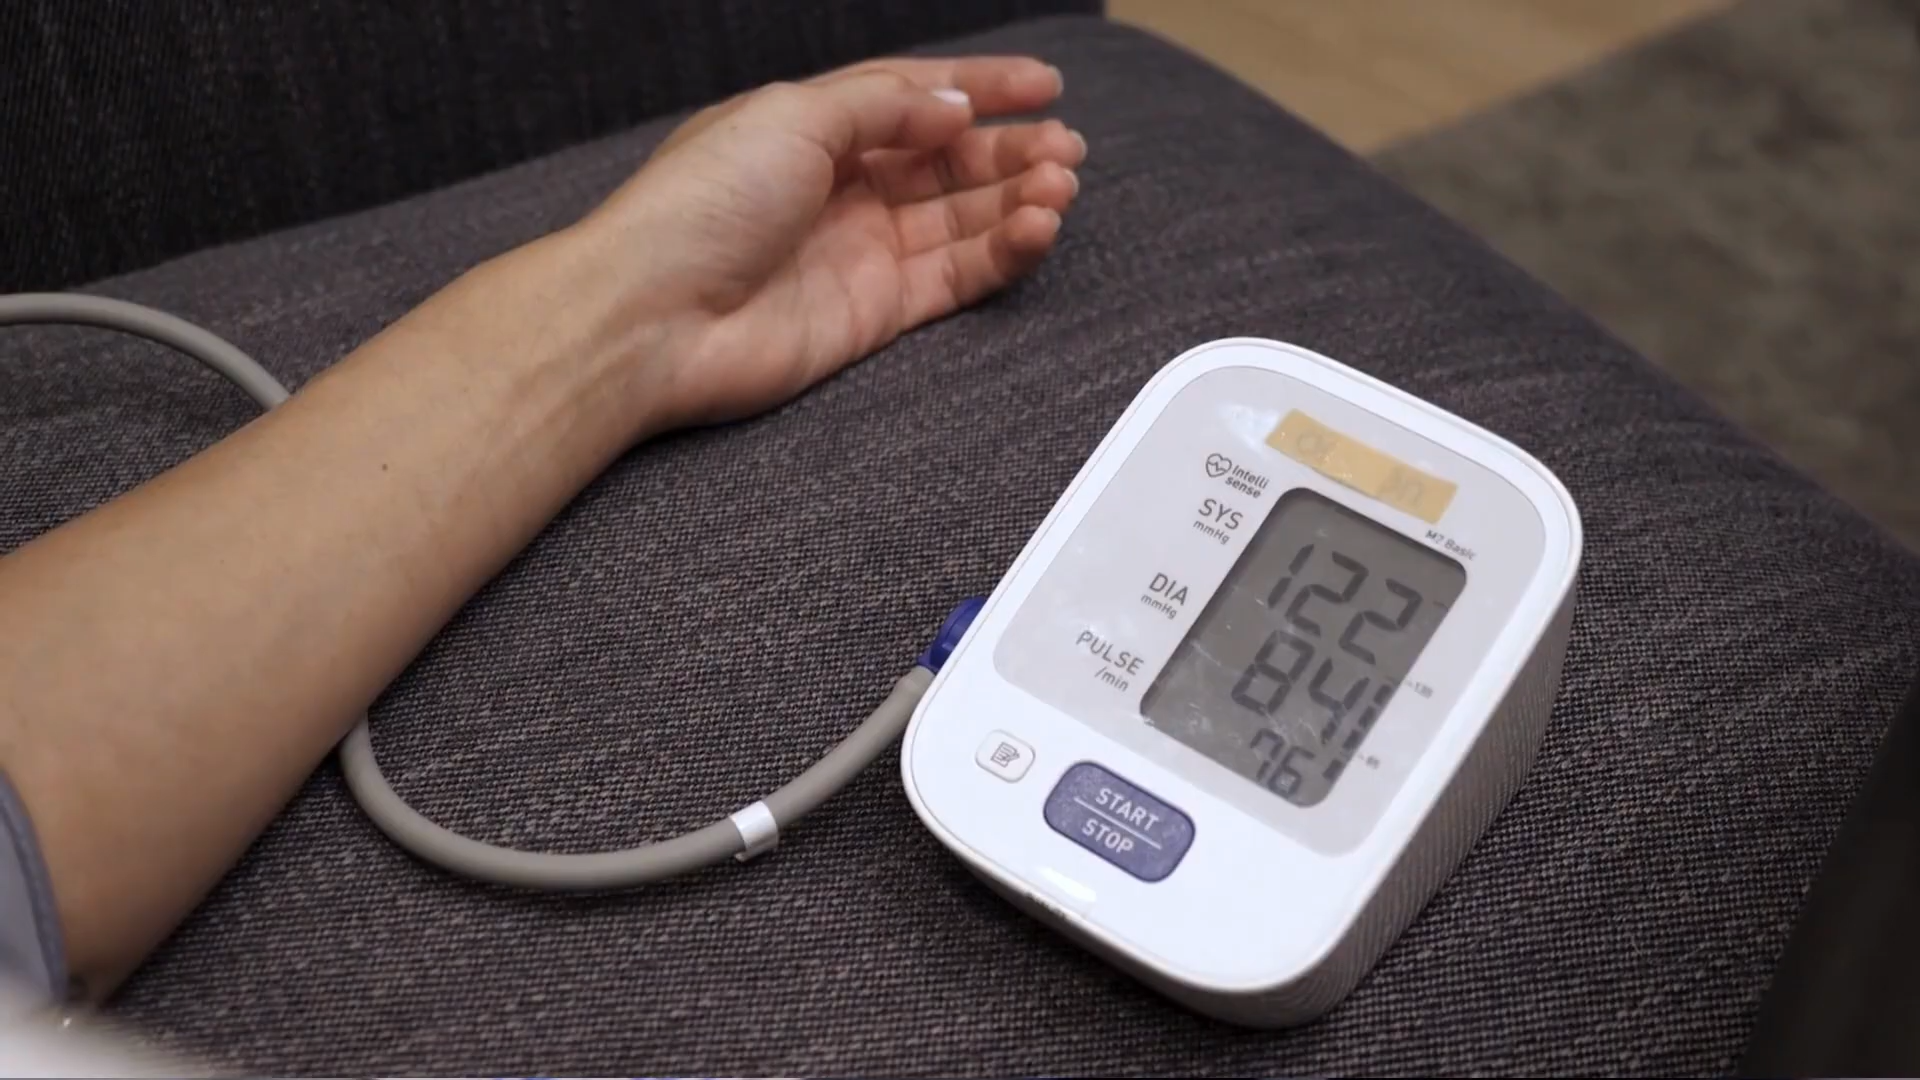 Intelli
sense
SYS
mmHg
M7 Basic
122
DIA
mmHg
84
PULSE
/min
76
START
STOP